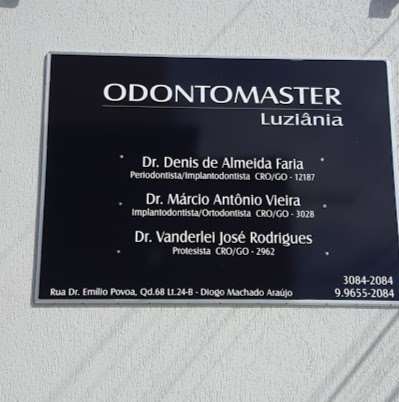 ODONTOMASTER
Luziânia
Dr. Denis de Almeida Faria
Periodontista/Implantodontista CRO/GO - 12187
Dr. Márcio Antônio Vieira
Implantodontista/Ortodontista CRO/GO - 3028
Dr. Vanderlei José Rodrigues
Protesista CRO/GO - 2962
3084-2084
Rua Dr. Emílio Povoa, Qd.68 Lt.24-B - Diogo Machado Araújo 9.9655-2084